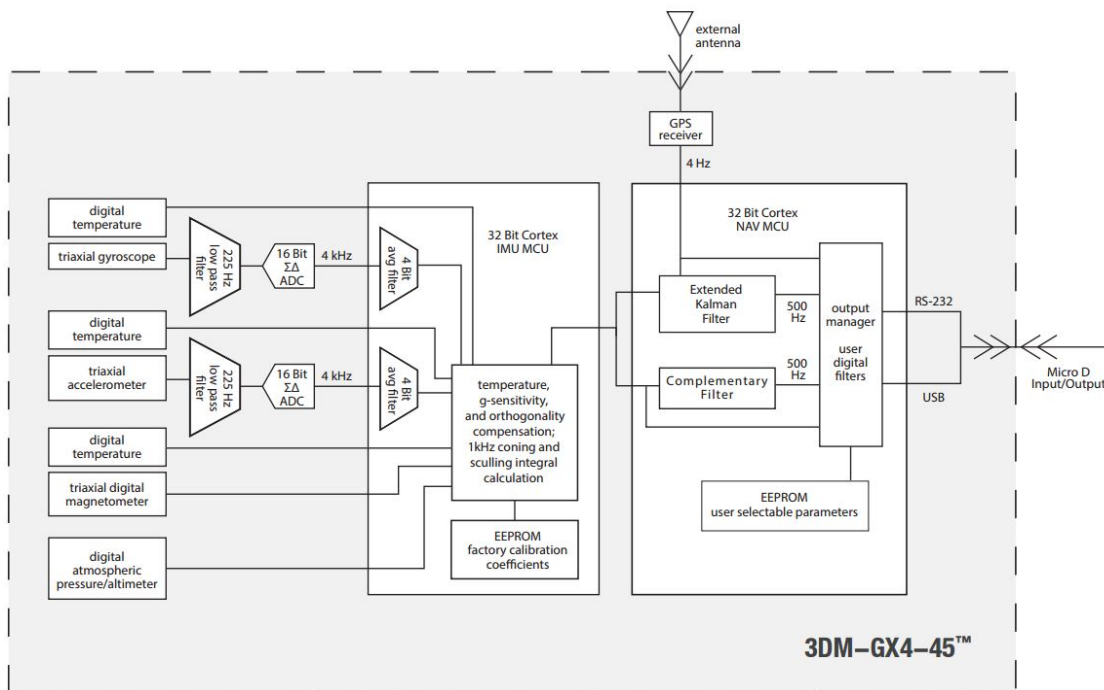 external
antenna
GPS
receiver
4 Hz
digital
temperature
triaxial gyroscope
225 Hz
low pass
filter
16 Bit
ΣΔ
ADC
4 kHz
4 Bit
avg filter
32 Bit Cortex
IMU MCU
digital
temperature
triaxial
accelerometer
225 Hz
low pass
filter
16 Bit
ΣΔ
ADC
4 kHz
4 Bit
avg filter
digital
temperature
triaxial digital
magnetometer
digital
atmospheric
pressure/altimeter
temperature,
g-sensitivity,
and orthogonality
compensation;
1kHz coning and
sculling integral
calculation
EEPROM
factory calibration
coefficients
32 Bit Cortex
NAV MCU
Extended
Kalman
Filter
500
Hz
Complementary
Filter
500
Hz
output
manager
user
digital
filters
EEPROM
user selectable parameters
RS-232
USB
Micro D
Input/Output
3DM–GX4–45™